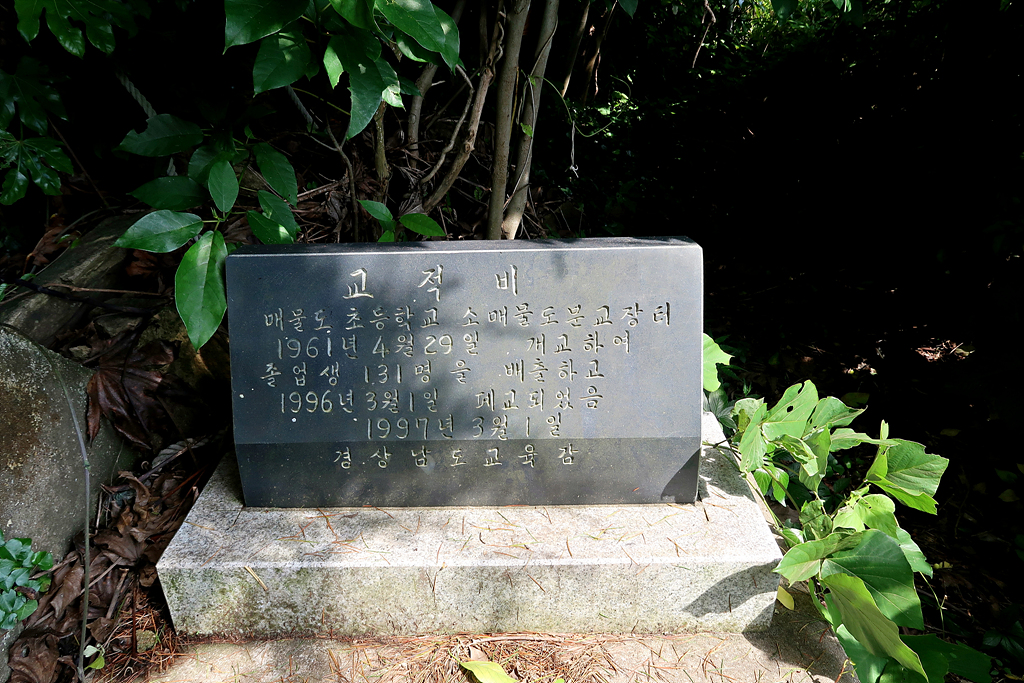 교적비
매물도 초등학교 소매물도분교장터
1961년 4월29일 개교하여
졸업생 131명을 배출하고
1996년 3월1일 폐교되었음
1997년 3월1일
경상남도교육감